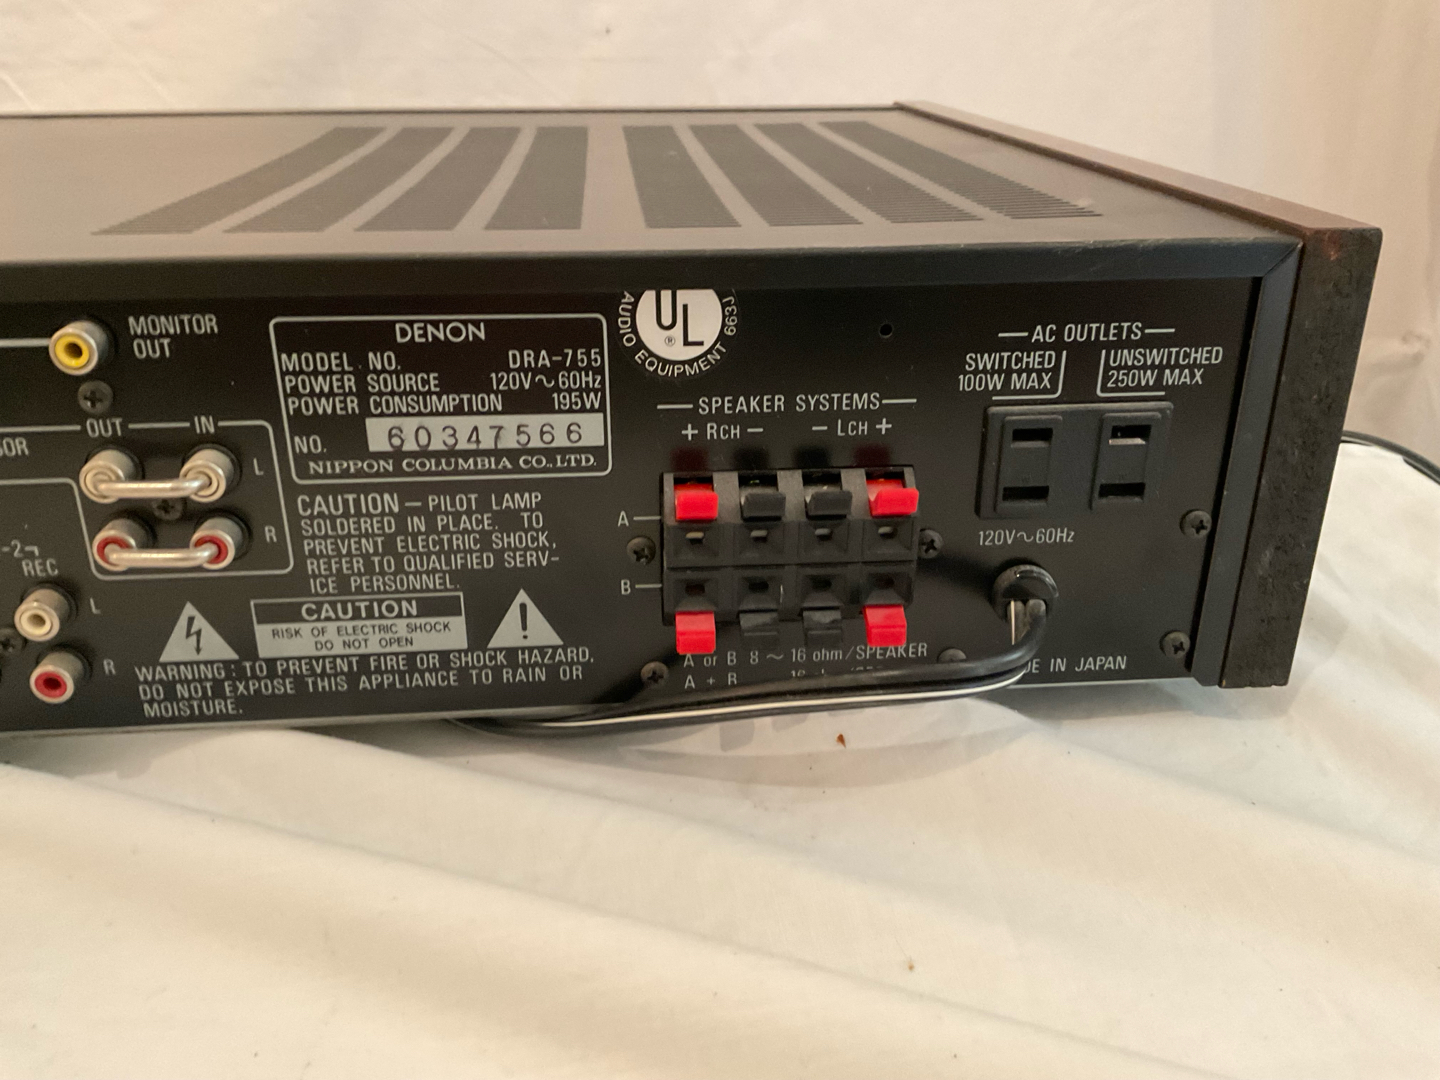 MONITOR
OUT
OUT IN
L
R
REC
L
R
DENON
MODEL NO. DRA-755
POWER SOURCE 120V~60Hz
POWER CONSUMPTION 195W
NO. 60347566
NIPPON COLUMBIA CO.,LTD.
CAUTION — PILOT LAMP
SOLDERED IN PLACE. TO
PREVENT ELECTRIC SHOCK,
REFER TO QUALIFIED SERV-
ICE PERSONNEL.
CAUTION
RISK OF ELECTRIC SHOCK
DO NOT OPEN
WARNING: TO PREVENT FIRE OR SHOCK HAZARD,
DO NOT EXPOSE THIS APPLIANCE TO RAIN OR
MOISTURE.
UL
®
AUDIO EQUIPMENT 663J
SPEAKER SYSTEMS
+ RCH − − LCH +
A
B
A or B 8 ~ 16 ohm/SPEAKER
A +
AC OUTLETS
SWITCHED
100W MAX
UNSWITCHED
250W MAX
120V~60Hz
IN JAPAN